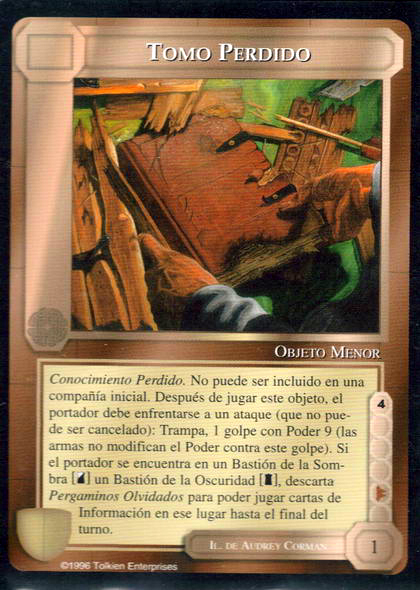 TOMO PERDIDO
OBJETO MENOR
Conocimiento Perdido. No puede ser incluido en una
compañía inicial. Después de jugar este objeto, el
portador debe enfrentarse a un ataque (que no pue-
de ser cancelado): Trampa, 1 golpe con Poder 9 (las
armas no modifican el Poder contra este golpe). Si
el portador se encuentra en un Bastión de la Som-
bra [] un Bastión de la Oscuridad [], descarta
Pergaminos Olvidados para poder jugar cartas de
Información en ese lugar hasta el final del
turno.
4
IL. DE AUDREY CORMAN
1
©1996 Tolkien Enterprises